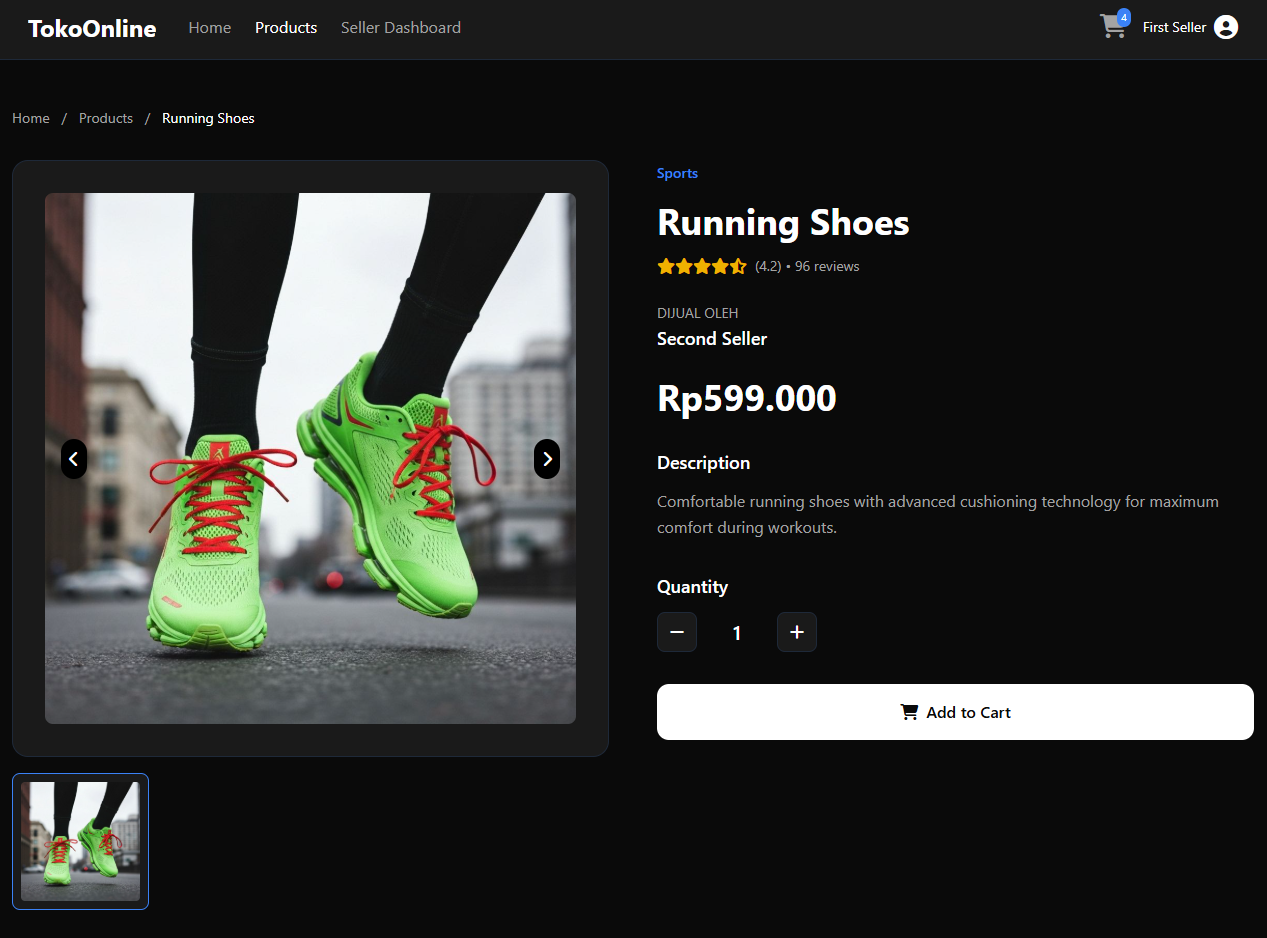 TokoOnline Home Products Seller Dashboard 4 First Seller
Home / Products / Running Shoes
Sports
Running Shoes
(4.2) • 96 reviews
DIJUAL OLEH
Second Seller
Rp599.000
Description
Comfortable running shoes with advanced cushioning technology for maximum
comfort during workouts.
Quantity
− 1 +
Add to Cart